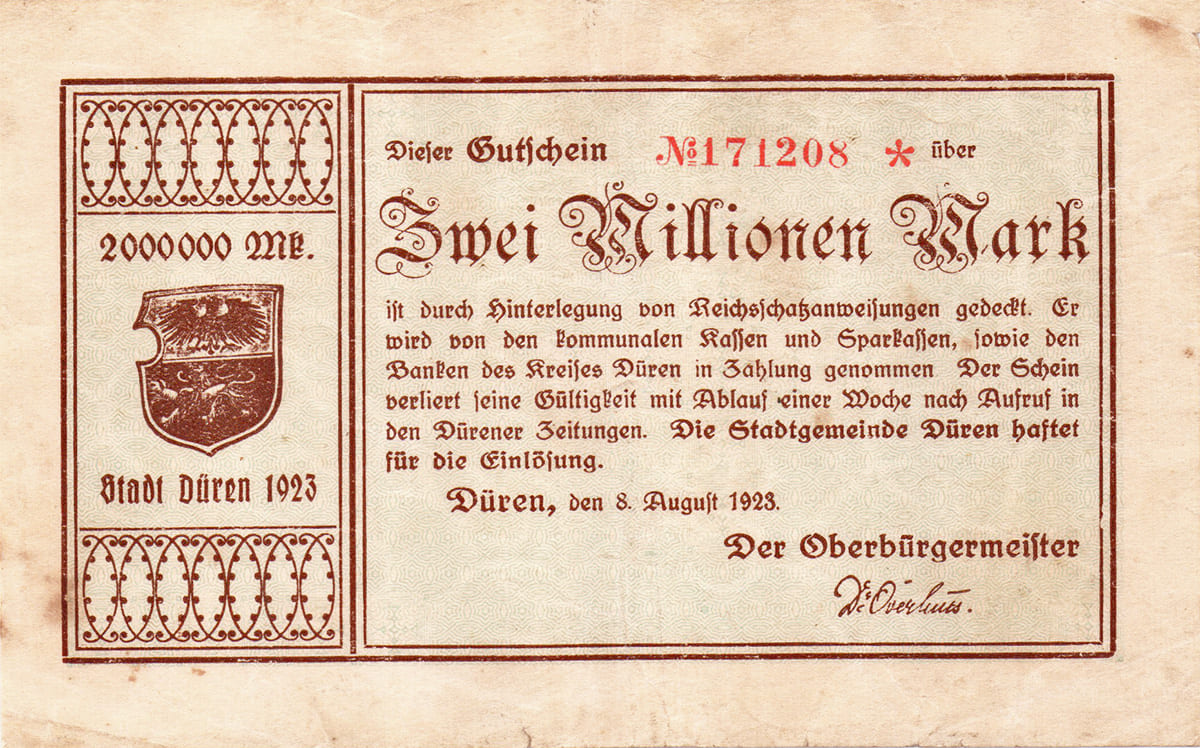 2000000 Mk.
Stadt Düren 1923
Dieser Gutschein №171208 * über
Zwei Millionen Mark
ist durch Hinterlegung von Reichsschatzanweisungen gedeckt. Er
wird von den kommunalen Kassen und Sparkassen, sowie den
Banken des Kreises Düren in Zahlung genommen Der Schein
verliert seine Gültigkeit mit Ablauf einer Woche nach Aufruf in
den Dürener Zeitungen. Die Stadtgemeinde Düren haftet
für die Einlösung.
Düren, den 8. August 1923.
Der Oberbürgermeister
Dr. Overhues.